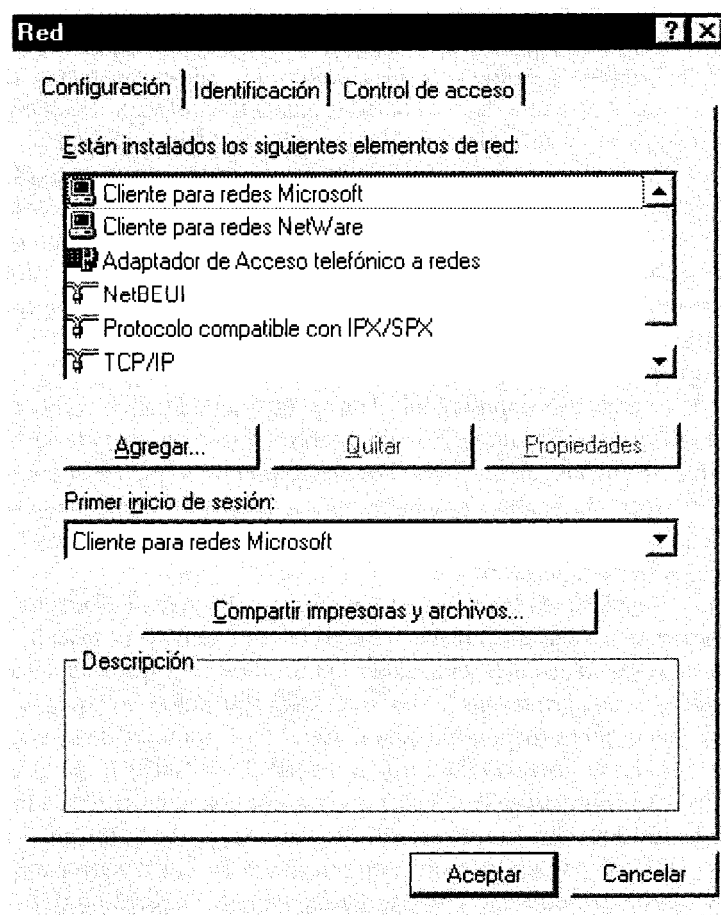 Red
Configuración Identificación Control de acceso
Están instalados los siguientes elementos de red:
Cliente para redes Microsoft
Cliente para redes NetWare
Adaptador de Acceso telefónico a redes
NetBEUI
Protocolo compatible con IPX/SPX
TCP/IP
Agregar... Quitar Propiedades
Primer inicio de sesión:
Cliente para redes Microsoft
Compartir impresoras y archivos...
Descripción
Aceptar Cancelar